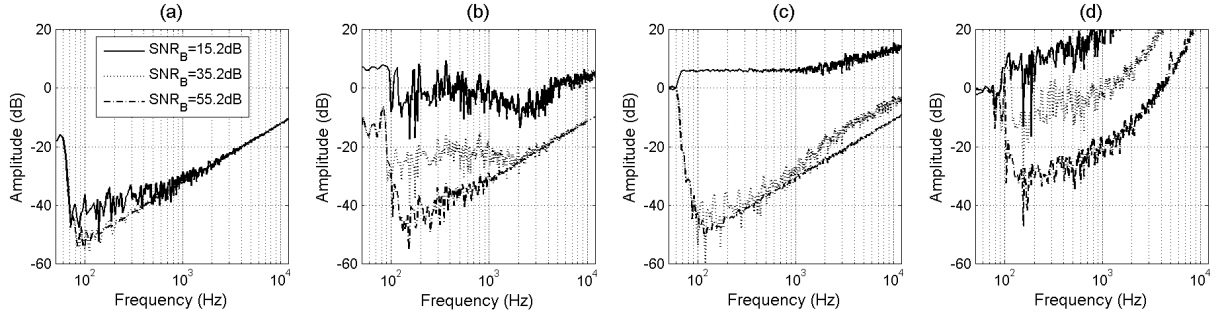 (a) (b) (c) (d)
20 0 -20 -40 -60
Amplitude (dB)
SNR_B=15.2dB
SNR_B=35.2dB
SNR_B=55.2dB
10^2 10^3 10^4
Frequency (Hz)
20 0 -20 -40 -60
Amplitude (dB)
10^2 10^3 10^4
Frequency (Hz)
20 0 -20 -40 -60
Amplitude (dB)
10^2 10^3 10^4
Frequency (Hz)
20 0 -20 -40 -60
Amplitude (dB)
10^2 10^3 10^4
Frequency (Hz)